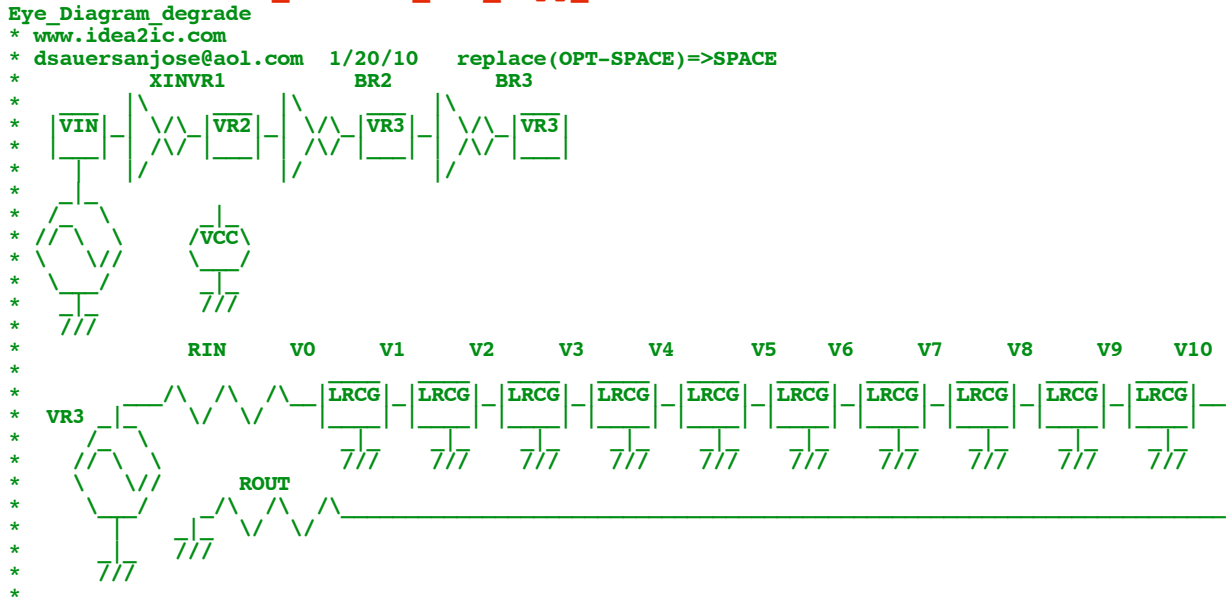 Eye_Diagram_degrade
* www.idea2ic.com
* dsauersanjose@aol.com 1/20/10 replace(OPT-SPACE)=>SPACE
* XINVR1 BR2 BR3
*
* VIN VR2 VR3 VR3
*
*
*
*
* VCC
*
*
*
*
* RIN V0 V1 V2 V3 V4 V5 V6 V7 V8 V9 V10
*
* LRCG LRCG LRCG LRCG LRCG LRCG LRCG LRCG LRCG LRCG
* VR3
*
*
* ROUT
*
*
*
*
*